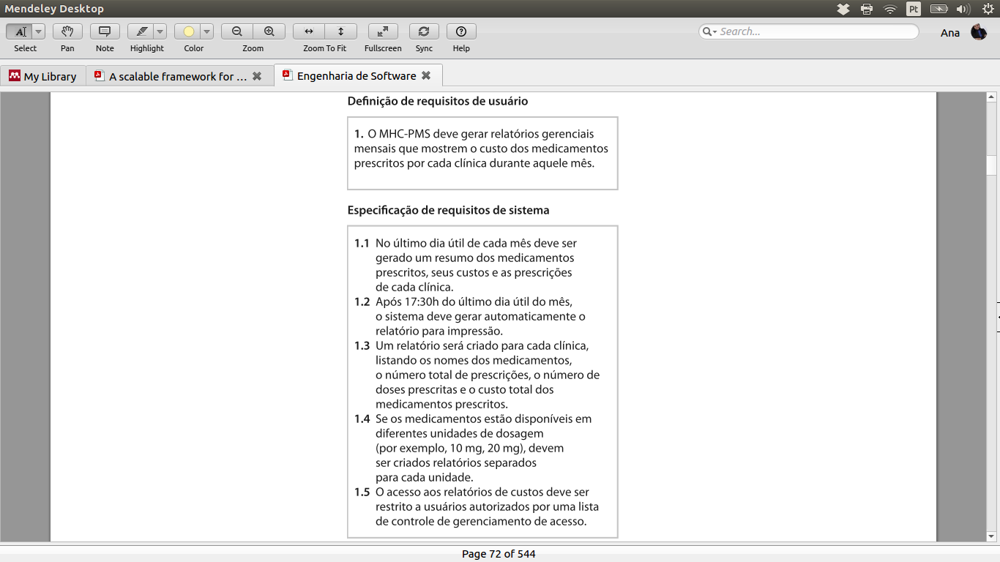 Mendeley Desktop
Pt
Select
Pan
Note
Highlight
Color
Zoom
Zoom To Fit
Fullscreen
Sync
Help
Search...
Ana
My Library
A scalable framework for ...
Engenharia de Software
Definição de requisitos de usuário
1. O MHC-PMS deve gerar relatórios gerenciais
mensais que mostrem o custo dos medicamentos
prescritos por cada clínica durante aquele mês.
Especificação de requisitos de sistema
1.1 No último dia útil de cada mês deve ser
gerado um resumo dos medicamentos
prescritos, seus custos e as prescrições
de cada clínica.
1.2 Após 17:30h do último dia útil do mês,
o sistema deve gerar automaticamente o
relatório para impressão.
1.3 Um relatório será criado para cada clínica,
listando os nomes dos medicamentos,
o número total de prescrições, o número de
doses prescritas e o custo total dos
medicamentos prescritos.
1.4 Se os medicamentos estão disponíveis em
diferentes unidades de dosagem
(por exemplo, 10 mg, 20 mg), devem
ser criados relatórios separados
para cada unidade.
1.5 O acesso aos relatórios de custos deve ser
restrito a usuários autorizados por uma lista
de controle de gerenciamento de acesso.
Page 72 of 544